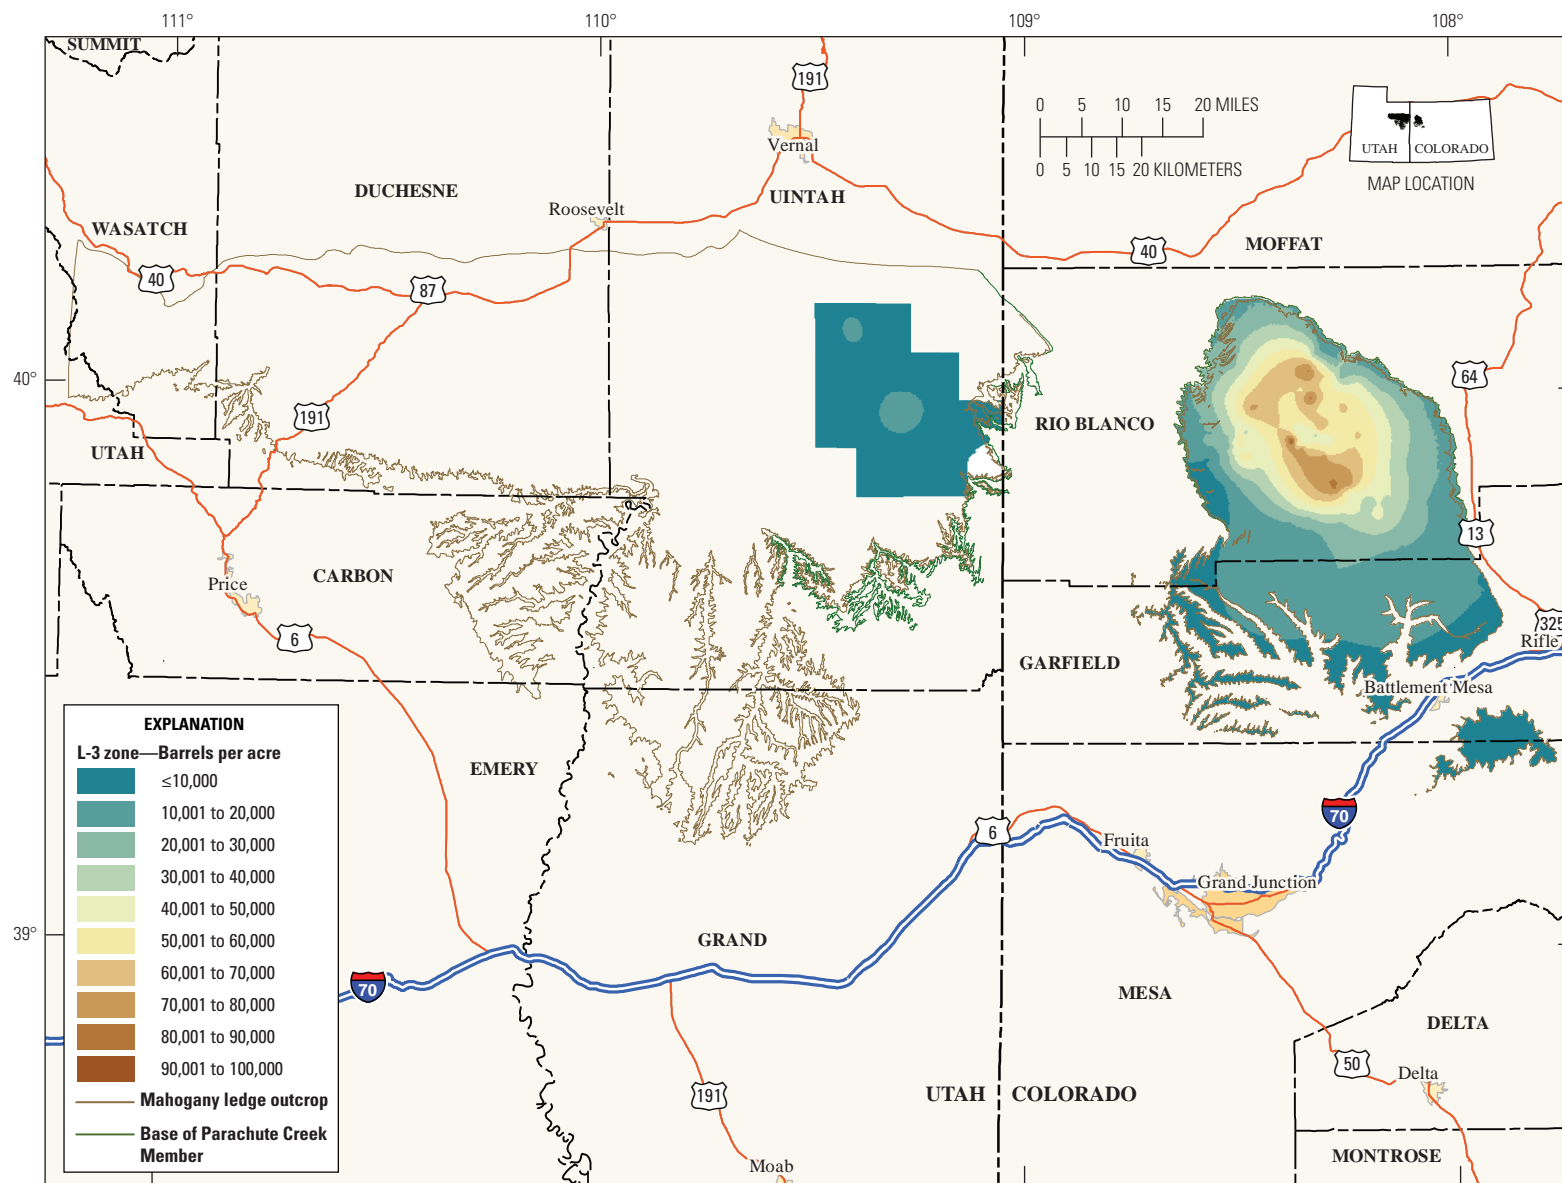 111°
110°
109°
108°
SUMMIT
191
0 5 10 15 20 MILES
0 5 10 15 20 KILOMETERS
UTAH
COLORADO
MAP LOCATION
Vernal
DUCHESNE
UINTAH
Roosevelt
WASATCH
MOFFAT
40
40
87
40°
64
191
RIO BLANCO
UTAH
13
CARBON
Price
6
325
Rifle
GARFIELD
Battlement Mesa
EXPLANATION
L-3 zone—Barrels per acre
≤10,000
10,001 to 20,000
20,001 to 30,000
30,001 to 40,000
40,001 to 50,000
50,001 to 60,000
60,001 to 70,000
70,001 to 80,000
80,001 to 90,000
90,001 to 100,000
Mahogany ledge outcrop
Base of Parachute Creek
Member
EMERY
70
6
Fruita
Grand Junction
39°
GRAND
70
MESA
DELTA
50
Delta
191
UTAH
COLORADO
MONTROSE
Moab